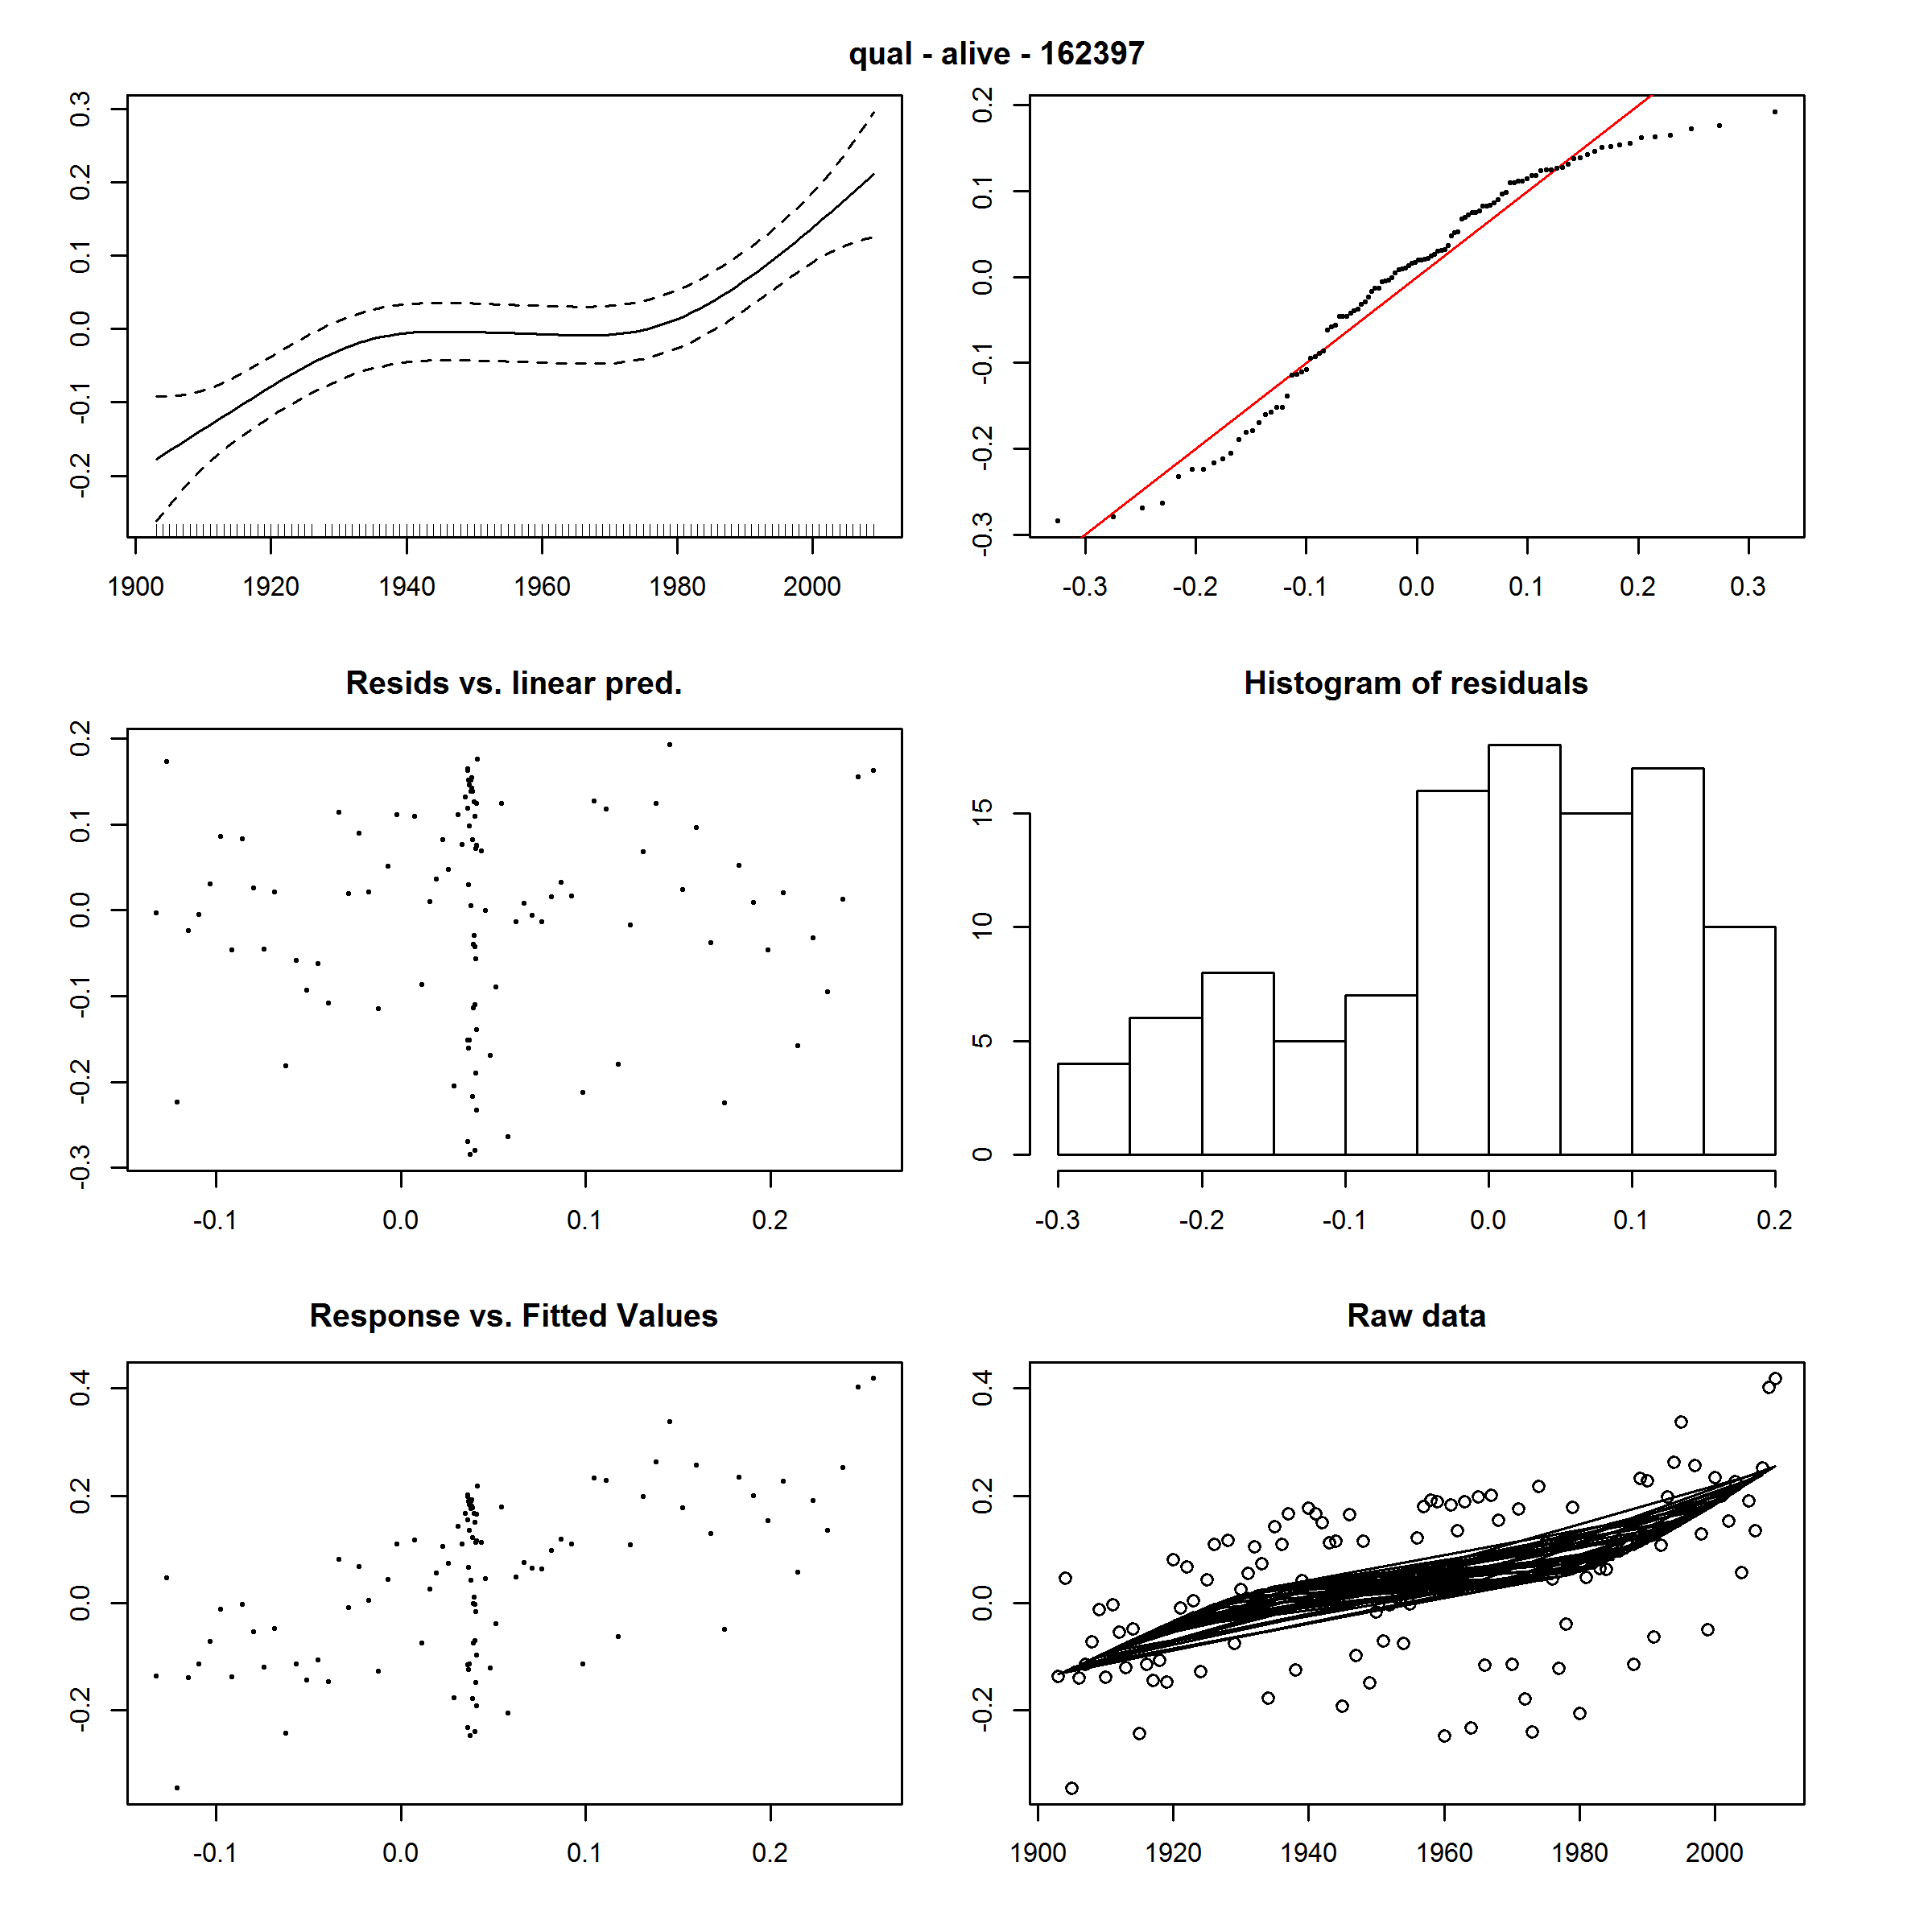 qual - alive - 162397
0.3
0.2
0.1
0.0
-0.1
-0.2
1900 1920 1940 1960 1980 2000
0.2
0.1
0.0
-0.1
-0.2
-0.3
-0.3 -0.2 -0.1 0.0 0.1 0.2 0.3
Resids vs. linear pred.
0.2
0.1
0.0
-0.1
-0.2
-0.3
-0.1 0.0 0.1 0.2
Histogram of residuals
15
10
5
0
-0.3 -0.2 -0.1 0.0 0.1 0.2
Response vs. Fitted Values
0.4
0.2
0.0
-0.2
-0.1 0.0 0.1 0.2
Raw data
0.4
0.2
0.0
-0.2
1900 1920 1940 1960 1980 2000